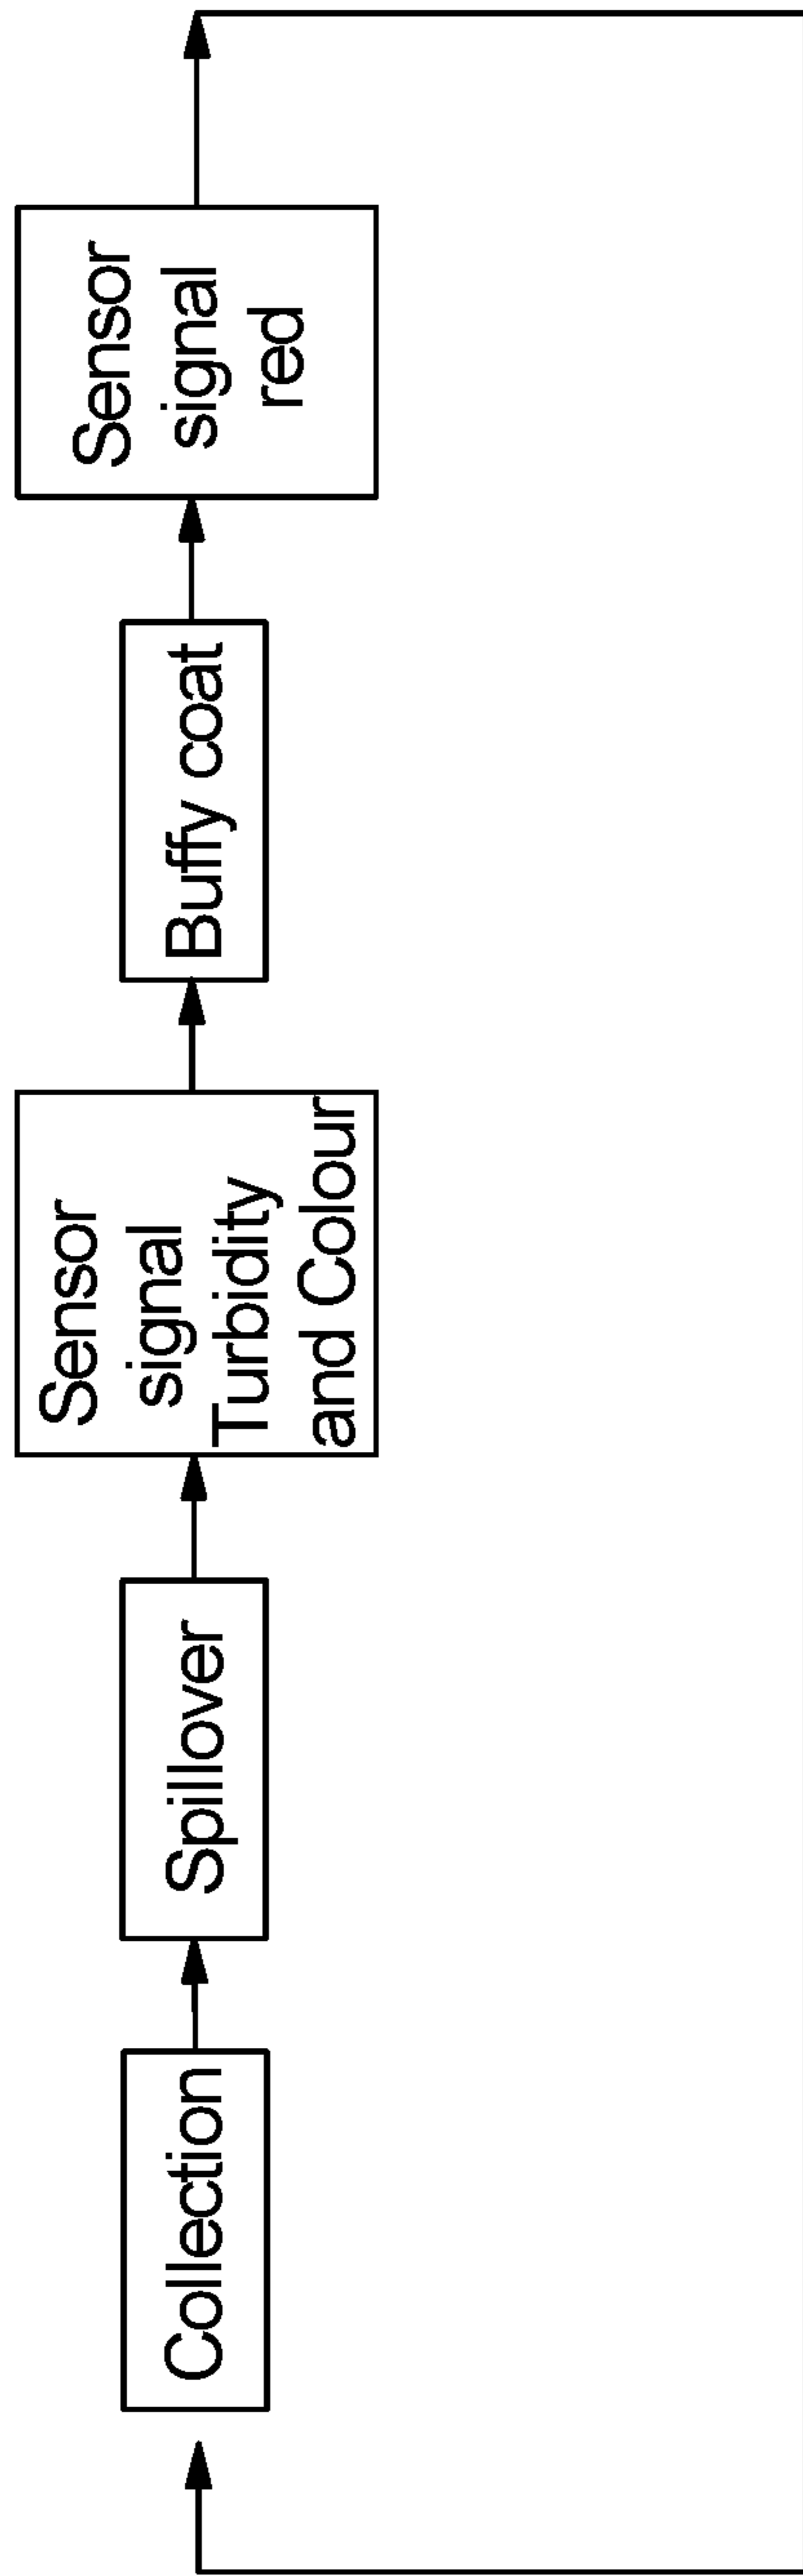 Collection
Spillover
Sensor
signal
Turbidity
and Colour
Buffy coat
Sensor
signal
red